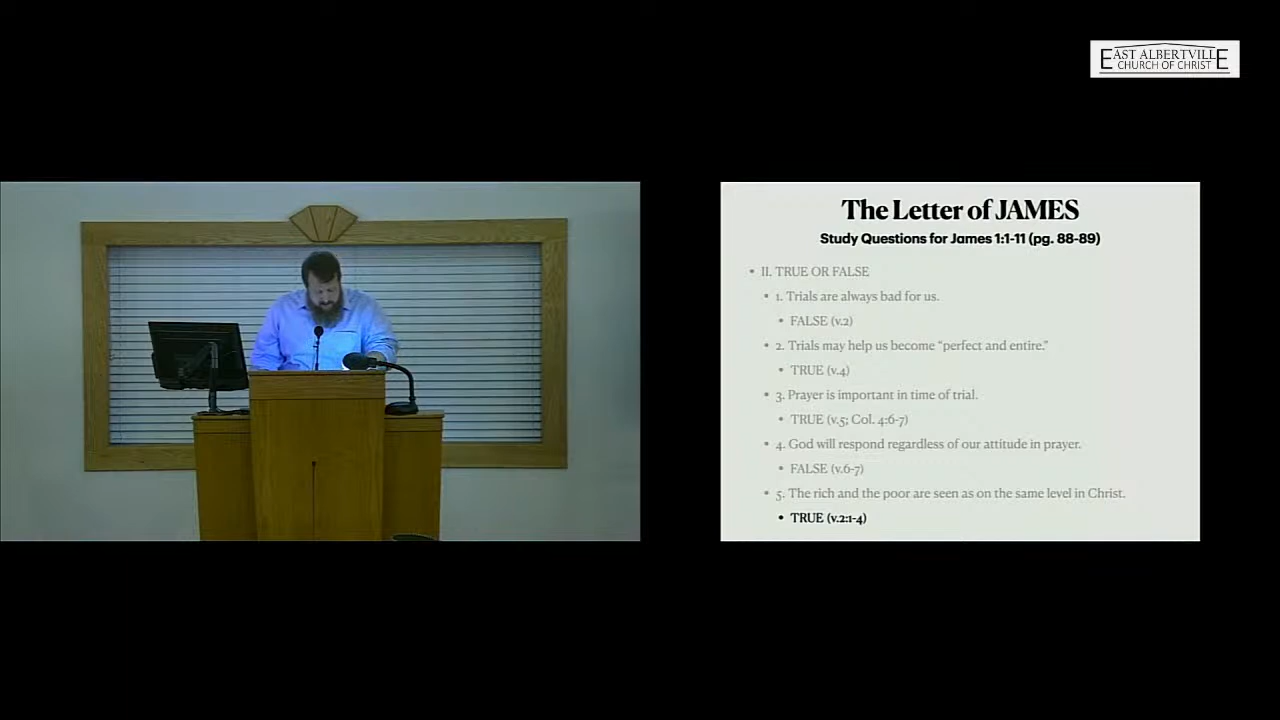 EAST ALBERTVILLE
CHURCH OF CHRIST
The Letter of JAMES
Study Questions for James 1:1-11 (pg. 88-89)
• II. TRUE OR FALSE
• 1. Trials are always bad for us.
• FALSE (v.2)
• 2. Trials may help us become "perfect and entire."
• TRUE (v.4)
• 3. Prayer is important in time of trial.
• TRUE (v.5; Col. 4:6-7)
• 4. God will respond regardless of our attitude in prayer.
• FALSE (v.6-7)
• 5. The rich and the poor are seen as on the same level in Christ.
• TRUE (v.2:1-4)